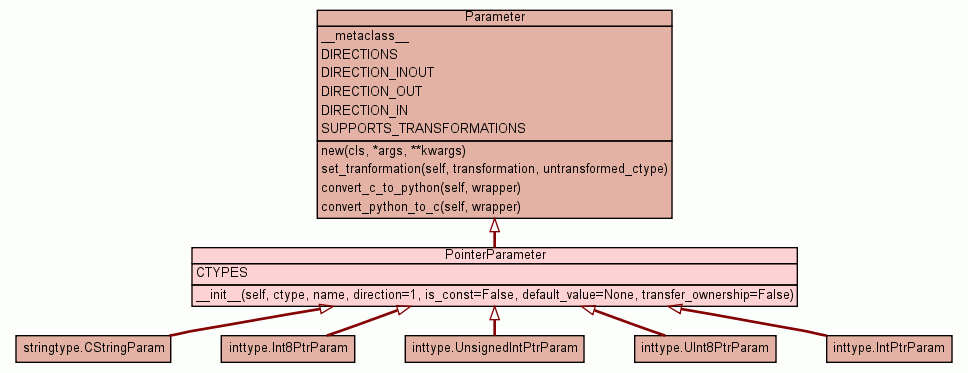 Parameter
__metaclass__
DIRECTIONS
DIRECTION_INOUT
DIRECTION_OUT
DIRECTION_IN
SUPPORTS_TRANSFORMATIONS
new(cls, *args, **kwargs)
set_tranformation(self, transformation, untransformed_ctype)
convert_c_to_python(self, wrapper)
convert_python_to_c(self, wrapper)
PointerParameter
CTYPES
__init__(self, ctype, name, direction=1, is_const=False, default_value=None, transfer_ownership=False)
stringtype.CStringParam
inttype.Int8PtrParam
inttype.UnsignedIntPtrParam
inttype.UInt8PtrParam
inttype.IntPtrParam